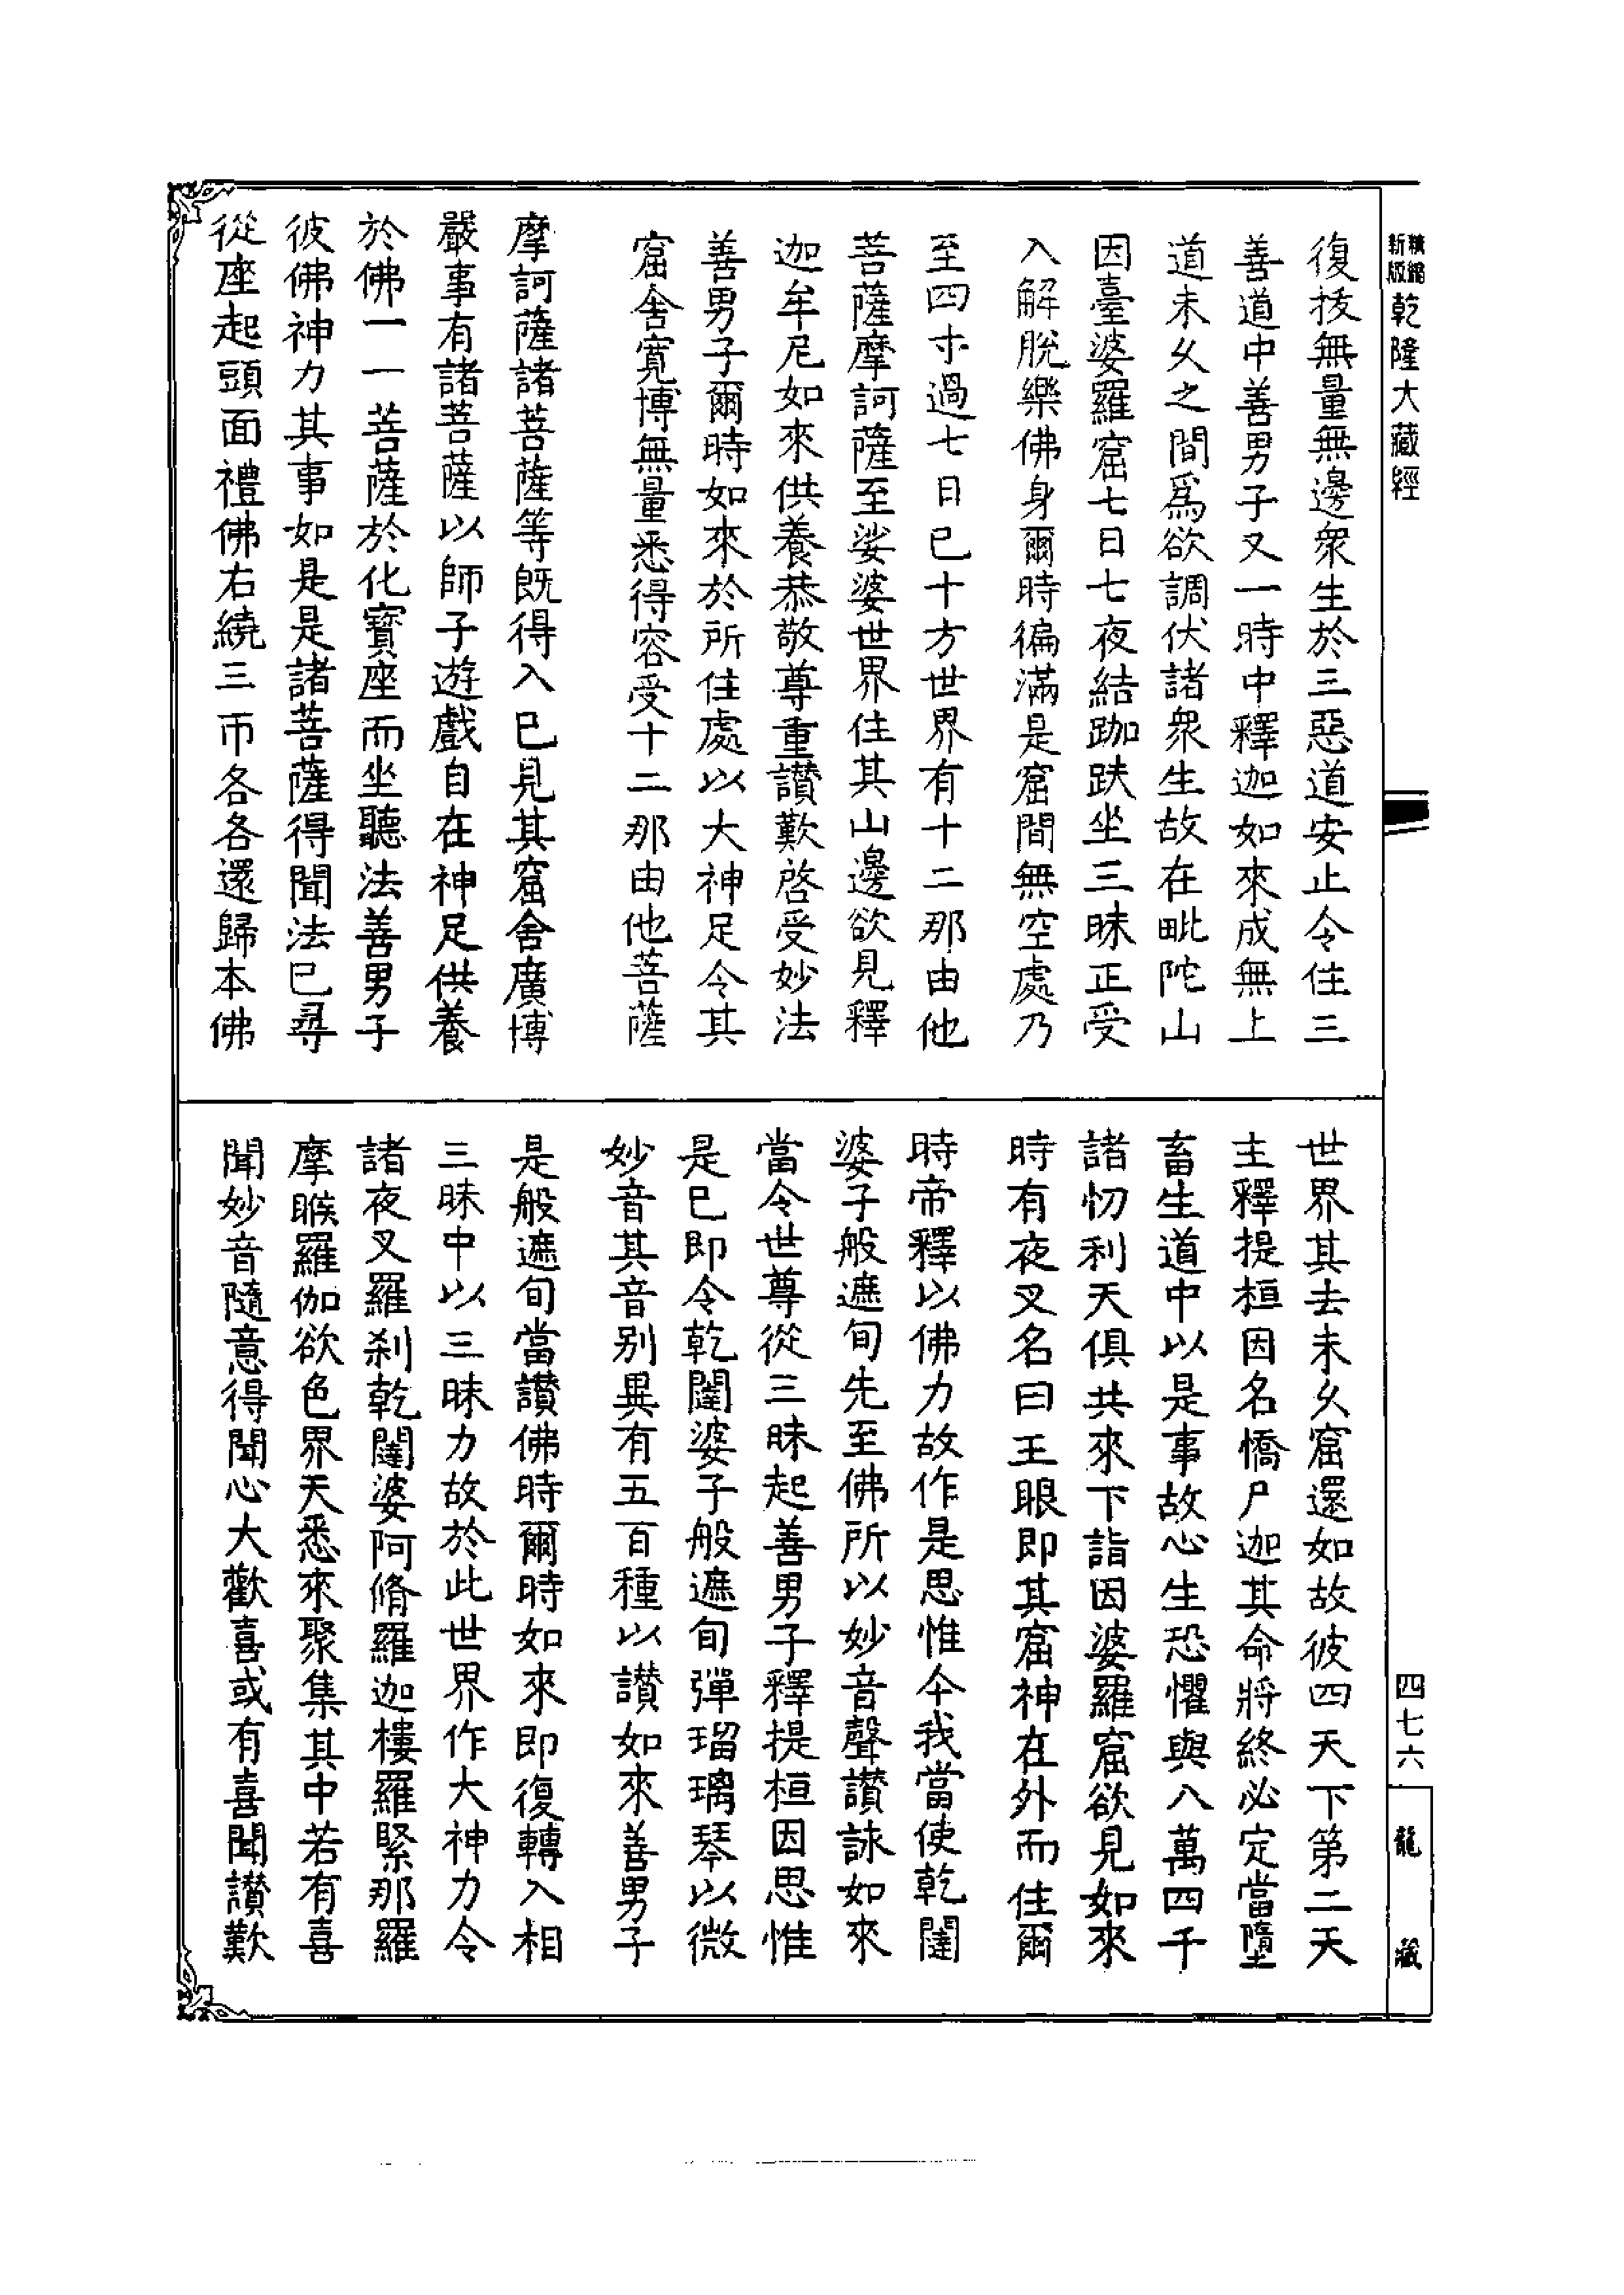 新版精縮乾隆大藏經
復拔無量無邊眾生於三惡道安止令住三
善道中善男子又一時中釋迦如來成無上
道未久之間爲欲調伏諸眾生故在毗陀山
因臺婆羅窟七日七夜結跏趺坐三昧正受
入解脫樂佛身爾時徧滿是窟間無空處乃
至四寸過七日已十方世界有十二那由他
菩薩摩訶薩至娑婆世界住其山邊欲見釋
迦牟尼如來供養恭敬尊重讚歎啓受妙法
善男子爾時如來於所住處以大神足令其
窟舍寬博無量悉得容受十二那由他菩薩
摩訶薩諸菩薩等旣得入已見其窟舍廣博
嚴事有諸菩薩以師子遊戲自在神足供養
於佛一一菩薩於化寶座而坐聽法善男子
彼佛神力其事如是是諸菩薩得聞法已尋
從座起頭面禮佛右繞三帀各各還歸本佛
世界其去未久窟還如故彼四天下第二天
主釋提桓因名憍尸迦其命將終必定當墮
畜生道中以是事故心生恐懼與八萬四千
諸忉利天俱共來下詣因婆羅窟欲見如來
時有夜叉名曰王眼即其窟神在外而住爾
時帝釋以佛力故作是思惟今我當使乾闥
婆子般遮旬先至佛所以妙音聲讚詠如來
當令世尊從三昧起善男子釋提桓因思惟
是已即令乾闥婆子般遮旬彈瑠璃琴以微
妙音其音別異有五百種以讚如來善男子
是般遮旬當讚佛時爾時如來即復轉入相
三昧中以三昧力故於此世界作大神力令
諸夜叉羅刹乾闥婆阿脩羅迦樓羅緊那羅
摩睺羅伽欲色界天悉來聚集其中若有喜
聞妙音隨意得聞心大歡喜或有喜聞讚歎
四七六
龍藏